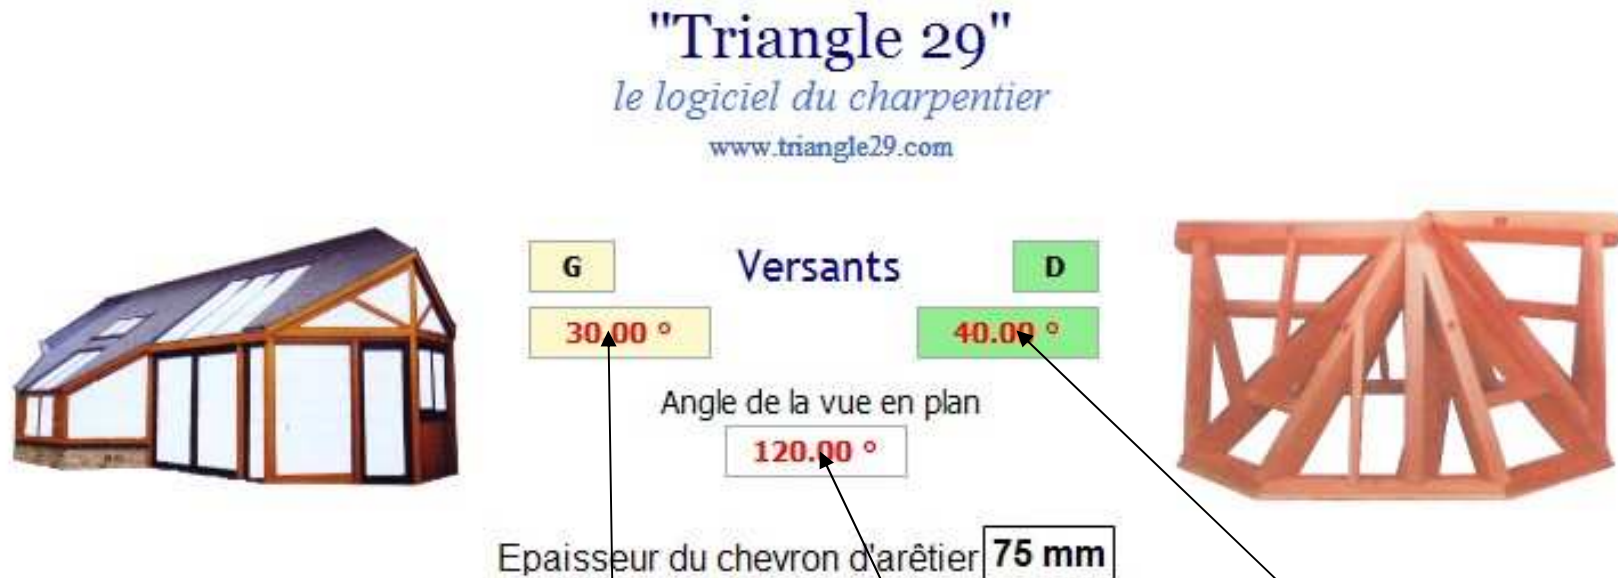 "Triangle 29"
le logiciel du charpentier
www.triangle29.com
G Versants D
30.00 ° 40.00 °
Angle de la vue en plan
120.00 °
Epaisseur du chevron d'arêtier 75 mm